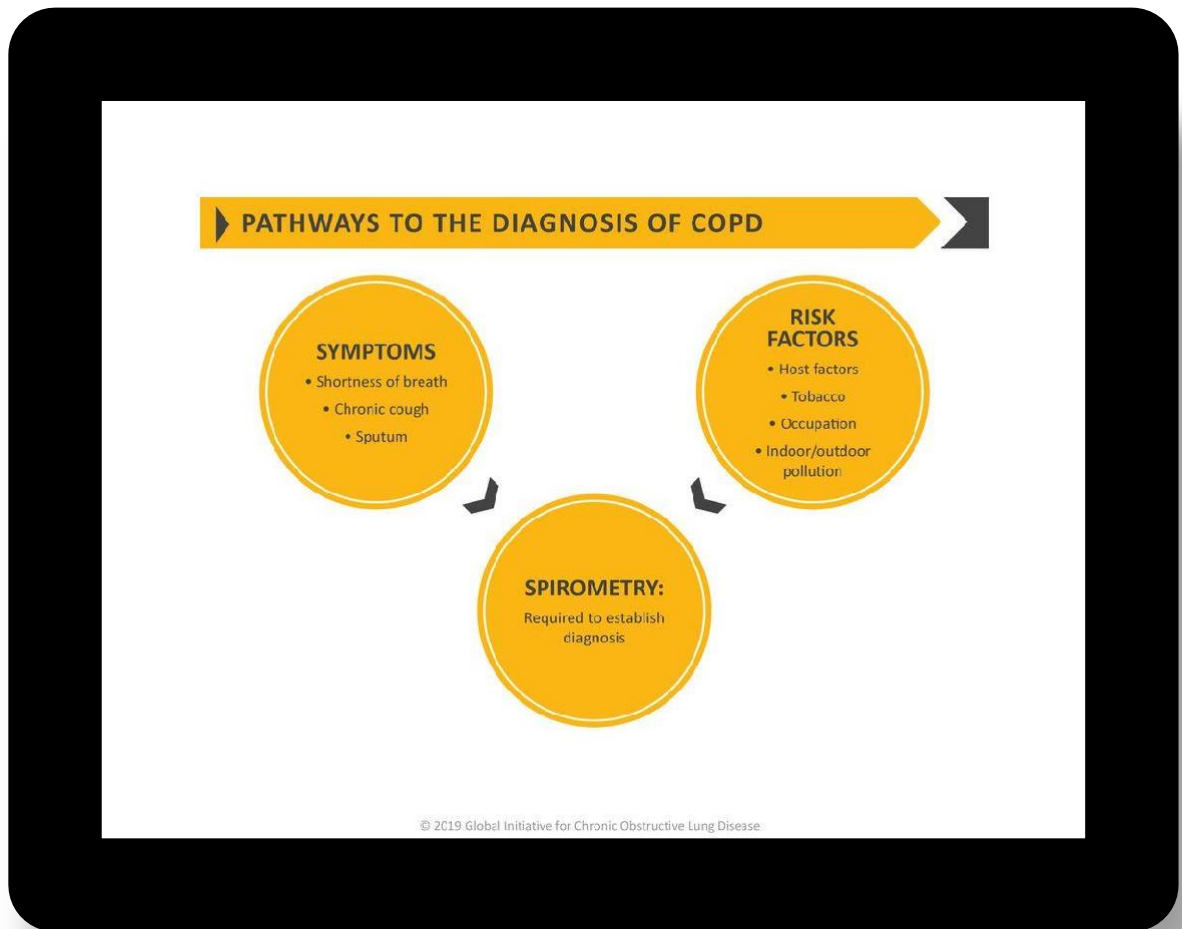 PATHWAYS TO THE DIAGNOSIS OF COPD
SYMPTOMS
• Shortness of breath
• Chronic cough
• Sputum
RISK
FACTORS
• Host factors
• Tobacco
• Occupation
• Indoor/outdoor
pollution
SPIROMETRY:
Required to establish
diagnosis
© 2019 Global Initiative for Chronic Obstructive Lung Disease